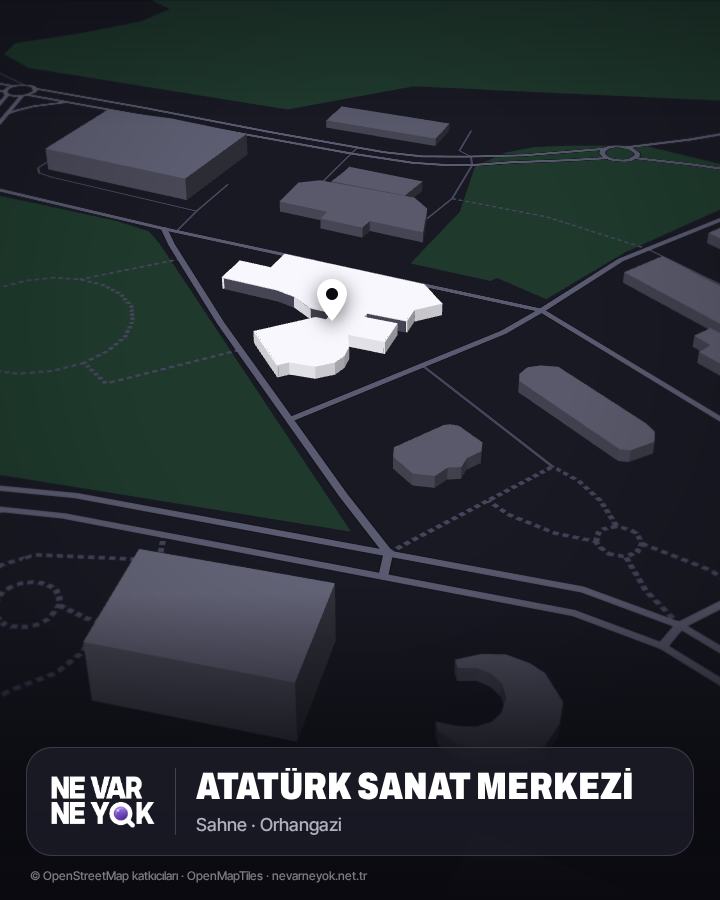 NE VAR
NE YOK
ATATÜRK SANAT MERKEZİ
Sahne · Orhangazi
© OpenStreetMap katkıcıları · OpenMapTiles · nevarneyok.net.tr